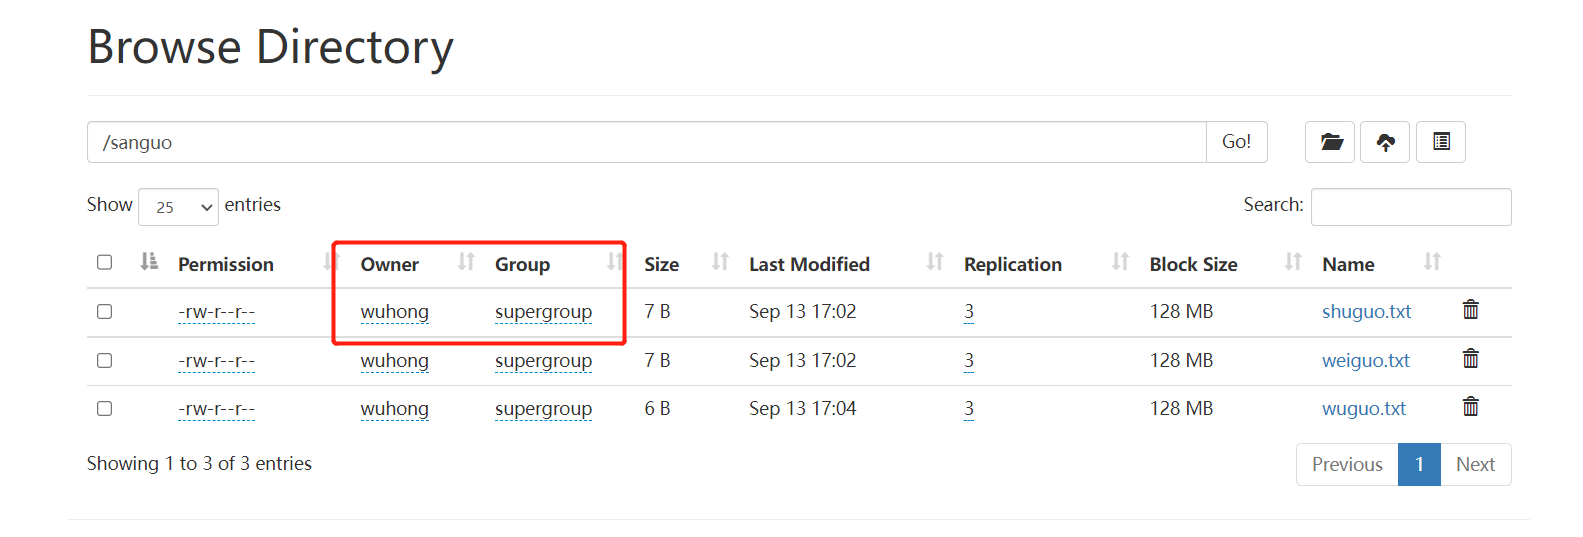 Browse Directory
/sanguo Go!
Show 25 entries Search:
Permission Owner Group Size Last Modified Replication Block Size Name
-rw-r--r-- wuhong supergroup 7 B Sep 13 17:02 3 128 MB shuguo.txt
-rw-r--r-- wuhong supergroup 7 B Sep 13 17:02 3 128 MB weiguo.txt
-rw-r--r-- wuhong supergroup 6 B Sep 13 17:04 3 128 MB wuguo.txt
Showing 1 to 3 of 3 entries Previous 1 Next